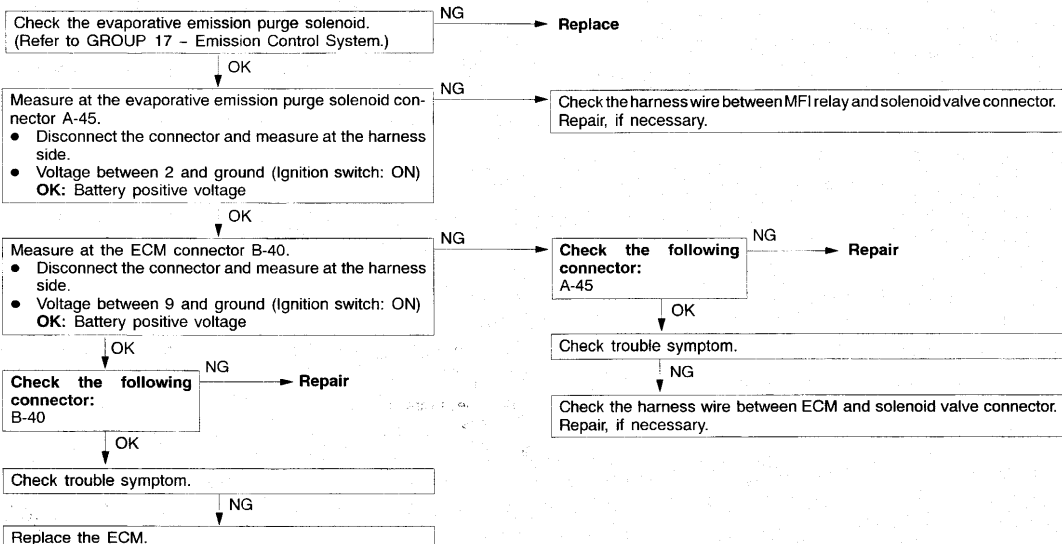 Check the evaporative emission purge solenoid.
(Refer to GROUP 17 – Emission Control System.)
NG
Replace
OK
Measure at the evaporative emission purge solenoid con-
nector A-45.
● Disconnect the connector and measure at the harness
side.
● Voltage between 2 and ground (Ignition switch: ON)
OK: Battery positive voltage
NG
Check the harness wire between MFI relay and solenoid valve connector.
Repair, if necessary.
OK
Measure at the ECM connector B-40.
● Disconnect the connector and measure at the harness
side.
● Voltage between 9 and ground (Ignition switch: ON)
OK: Battery positive voltage
NG
Check the following
connector:
A-45
NG
Repair
OK
Check trouble symptom.
NG
Check the harness wire between ECM and solenoid valve connector.
Repair, if necessary.
OK
Check the following
connector:
B-40
NG
Repair
OK
Check trouble symptom.
NG
Replace the ECM.